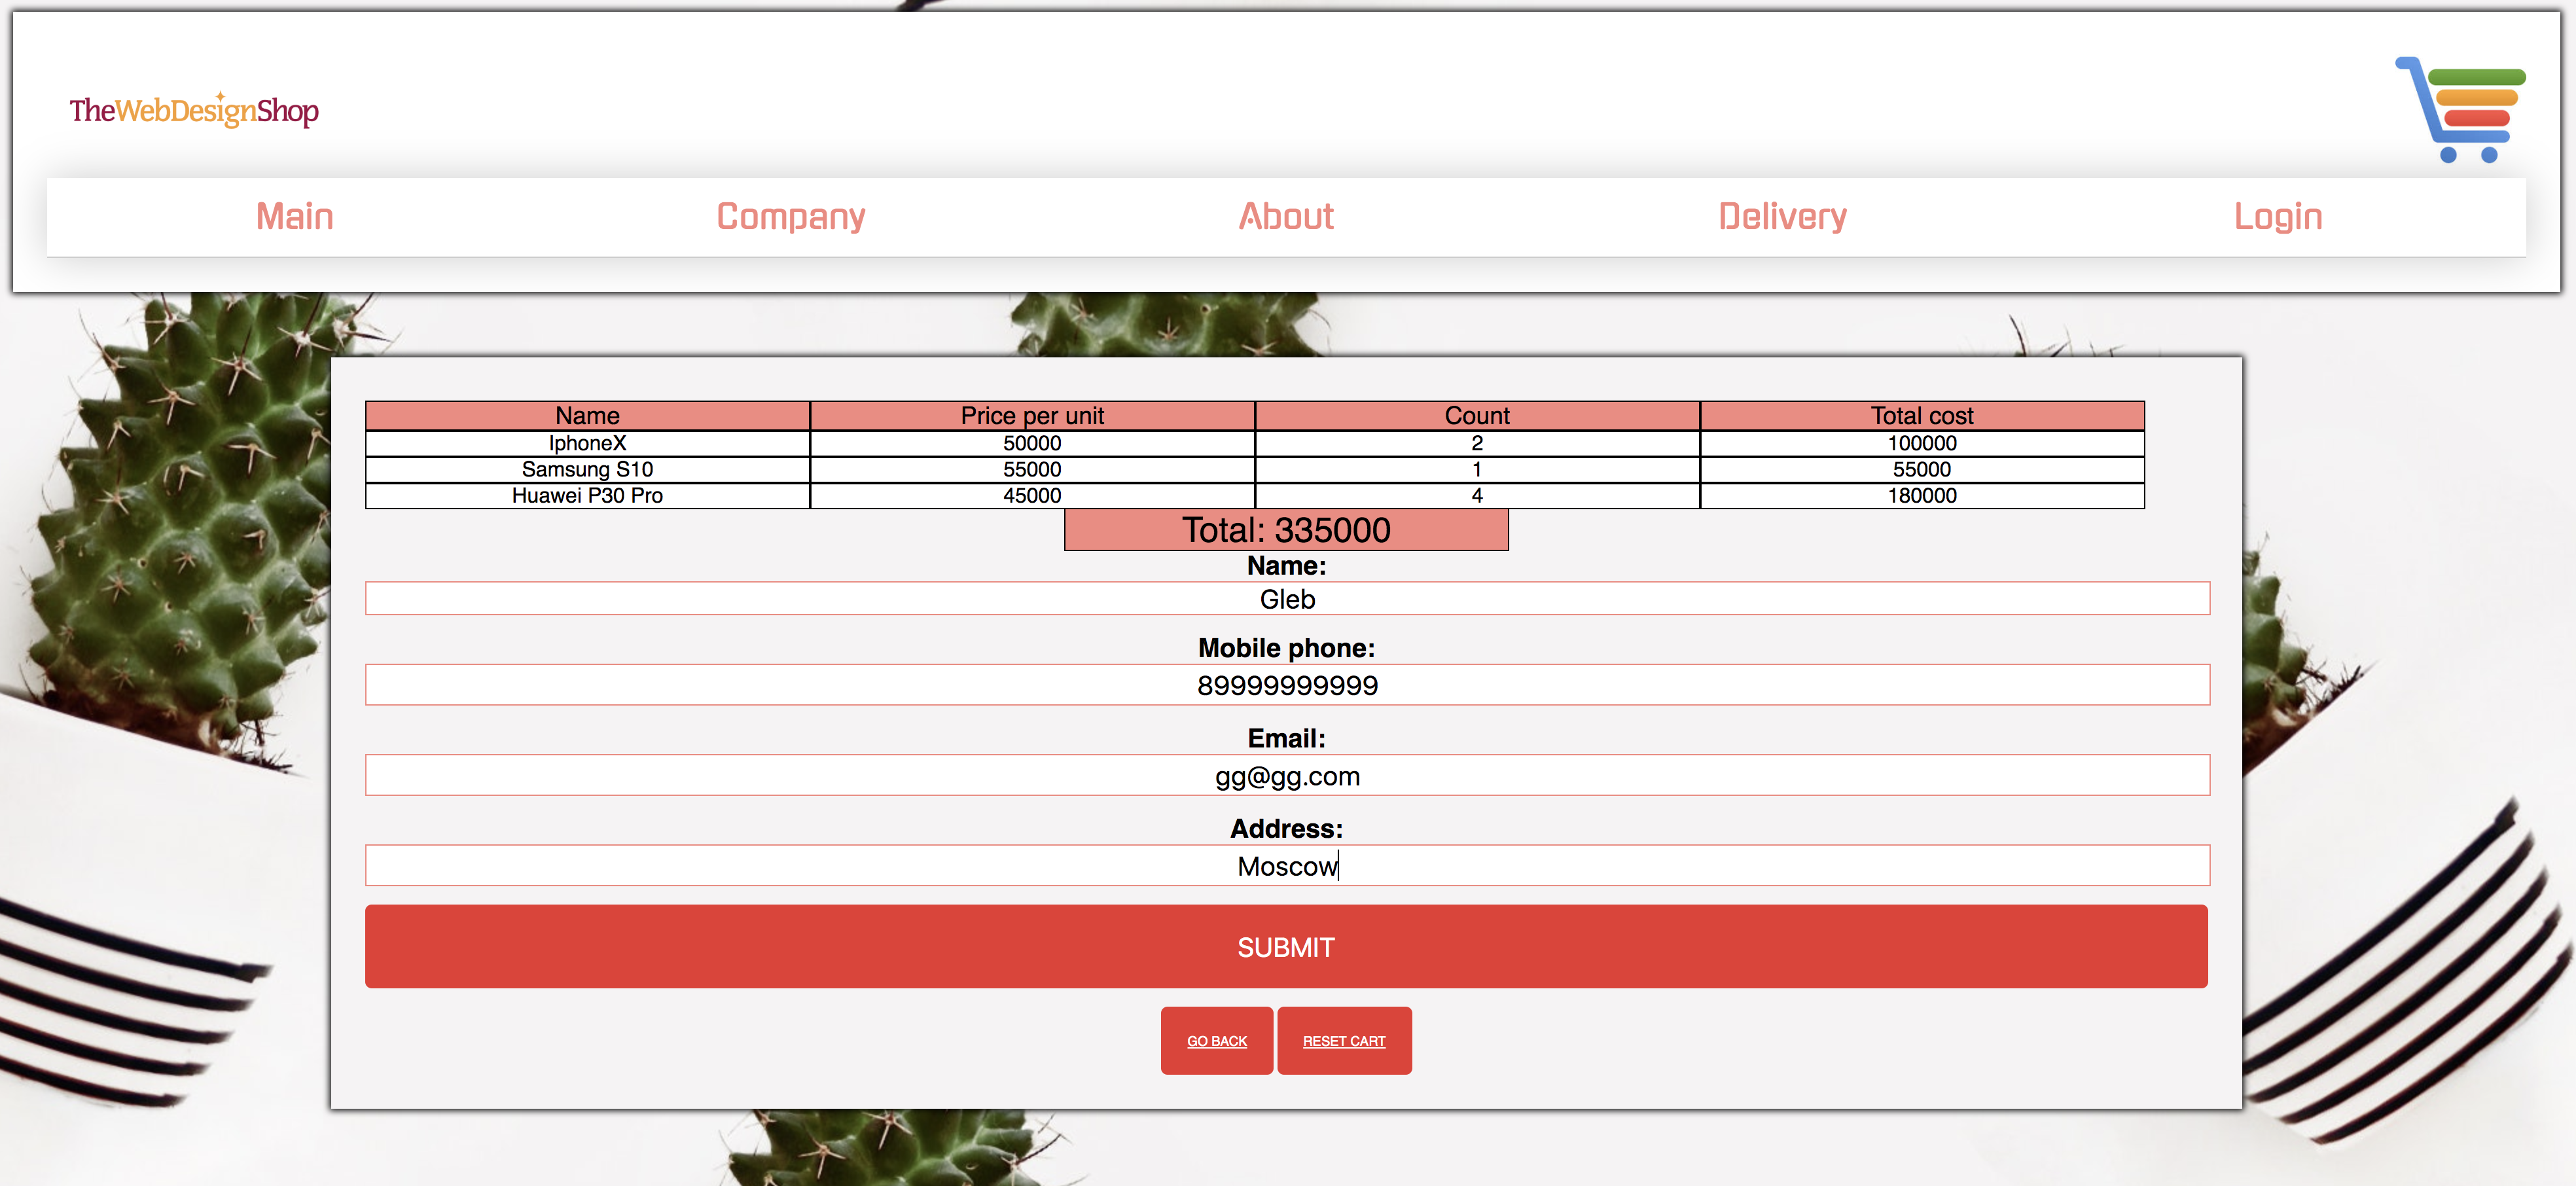 TheWebDesignShop
Main Company About Delivery Login
Name Price per unit Count Total cost
IphoneX 50000 2 100000
Samsung S10 55000 1 55000
Huawei P30 Pro 45000 4 180000
Total: 335000
Name:
Gleb
Mobile phone:
89999999999
Email:
gg@gg.com
Address:
Moscow
SUBMIT
GO BACK RESET CART